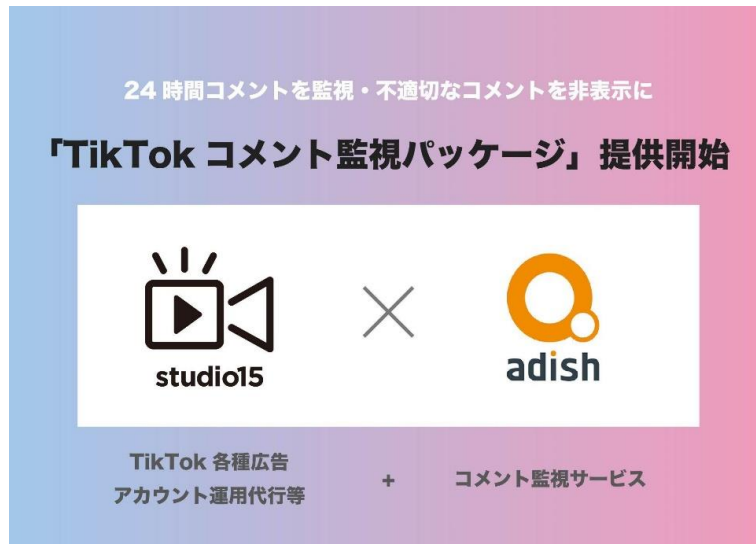 24時間コメントを監視・不適切なコメントを非表示に
「TikTok コメント監視パッケージ」提供開始
studio15
adish
TikTok 各種広告
アカウント運用代行等
+
コメント監視サービス